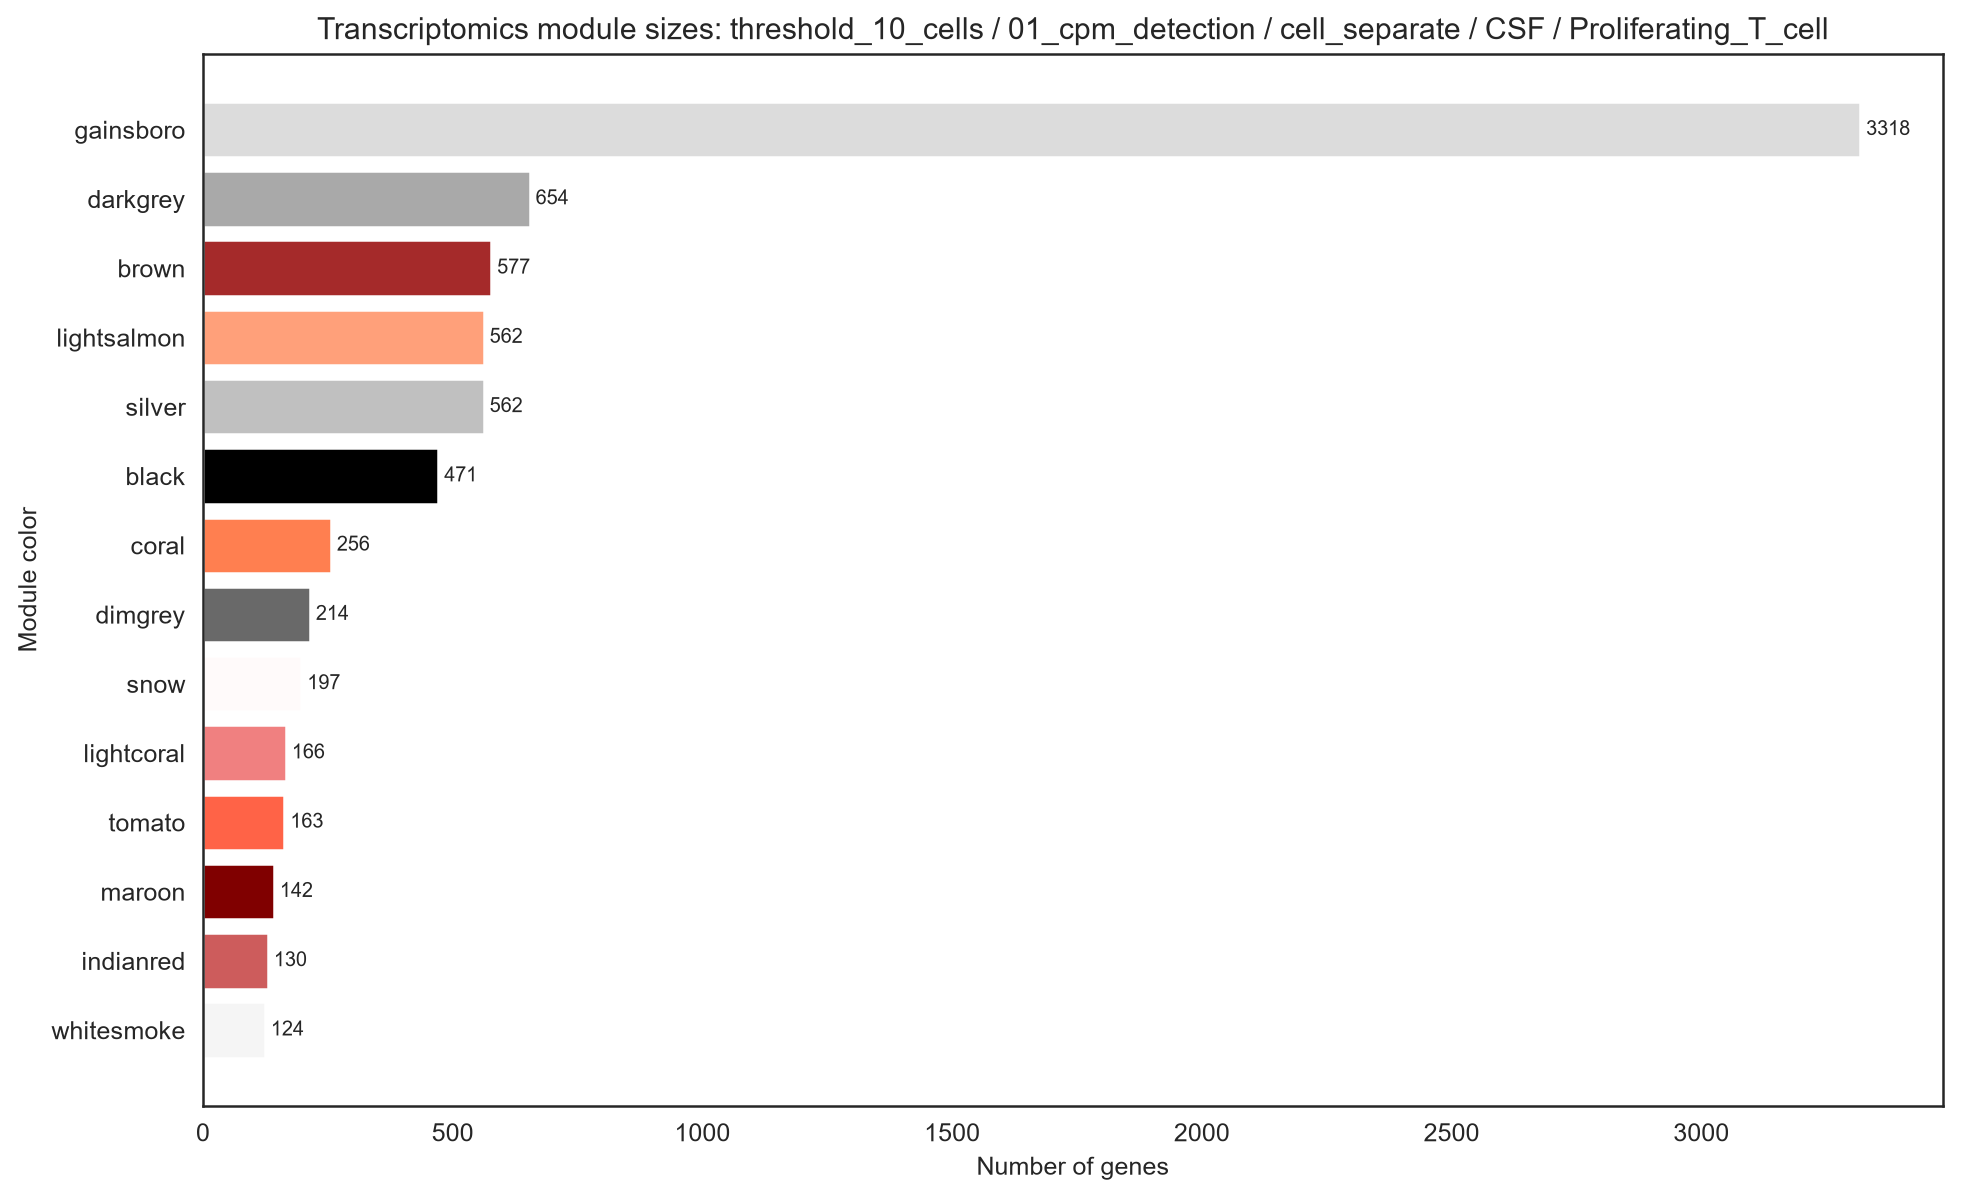 Transcriptomics module sizes: threshold_10_cells / 01_cpm_detection / cell_separate / CSF / Proliferating_T_cell
Module color
gainsboro 3318
darkgrey 654
brown 577
lightsalmon 562
silver 562
black 471
coral 256
dimgrey 214
snow 197
lightcoral 166
tomato 163
maroon 142
indianred 130
whitesmoke 124
0 500 1000 1500 2000 2500 3000
Number of genes